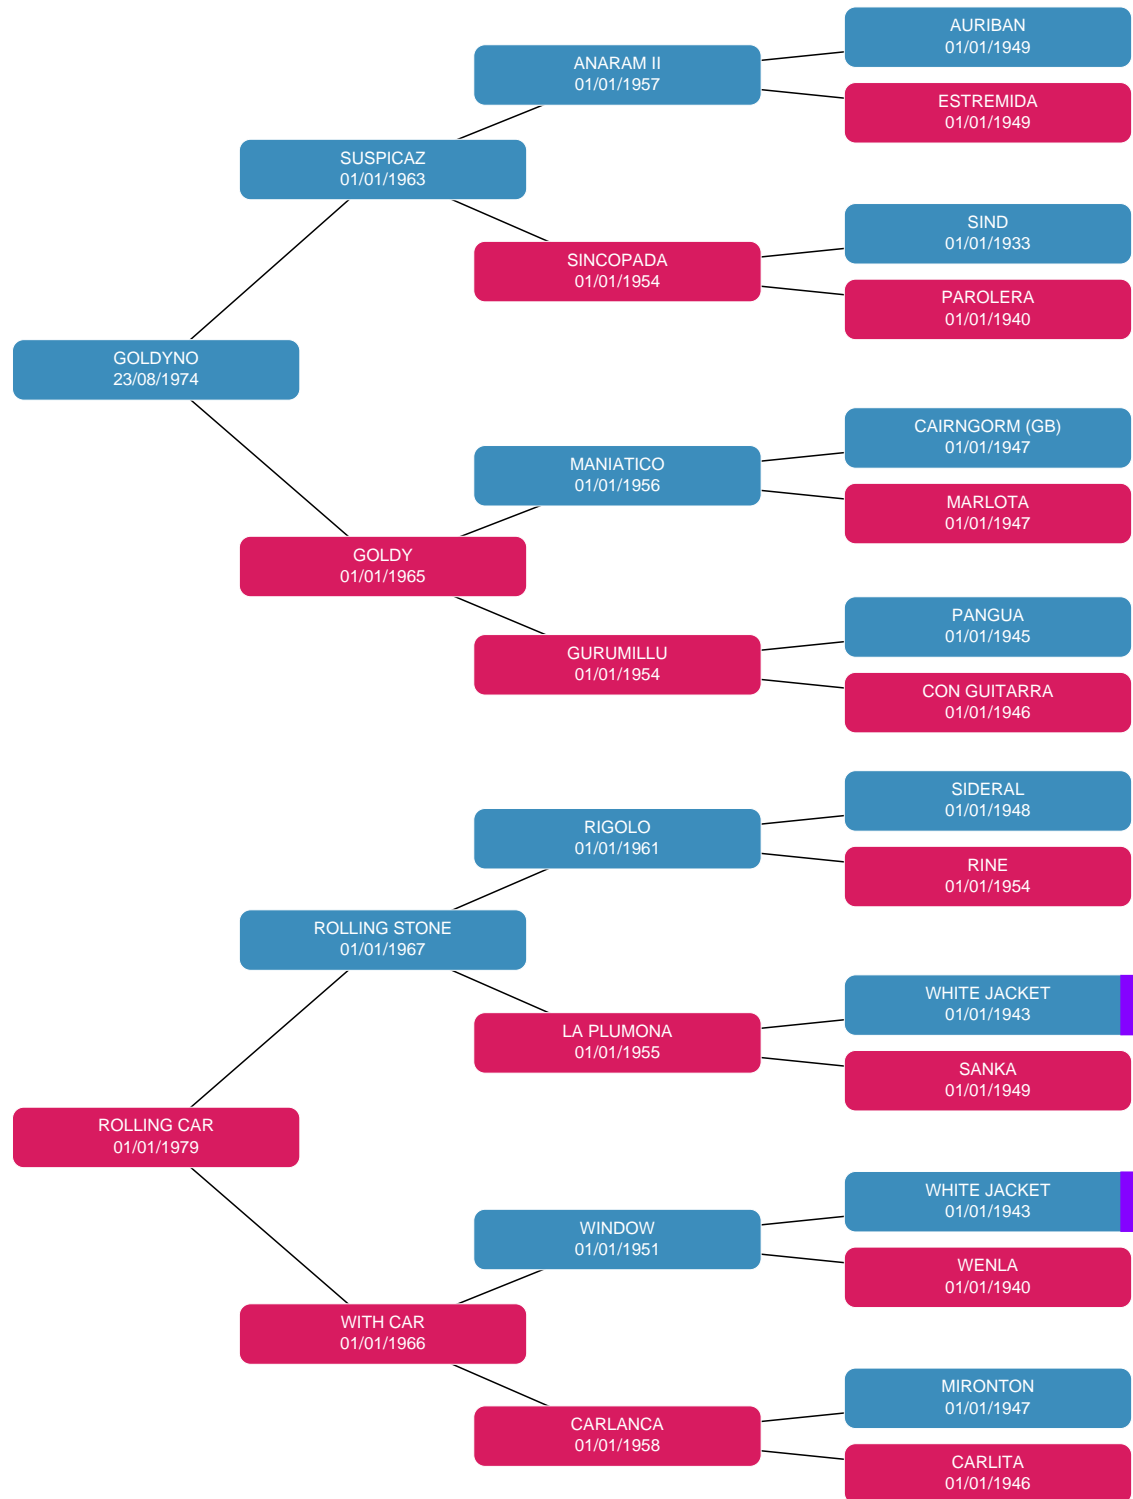 AURIBAN
01/01/1949
ANARAM II
01/01/1957
ESTREMIDA
01/01/1949
SUSPICAZ
01/01/1963
SIND
01/01/1933
SINCOPADA
01/01/1954
PAROLERA
01/01/1940
GOLDYNO
23/08/1974
CAIRNGORM (GB)
01/01/1947
MANIATICO
01/01/1956
MARLOTA
01/01/1947
GOLDY
01/01/1965
PANGUA
01/01/1945
GURUMILLU
01/01/1954
CON GUITARRA
01/01/1946
SIDERAL
01/01/1948
RIGOLO
01/01/1961
RINE
01/01/1954
ROLLING STONE
01/01/1967
WHITE JACKET
01/01/1943
LA PLUMONA
01/01/1955
SANKA
01/01/1949
ROLLING CAR
01/01/1979
WHITE JACKET
01/01/1943
WINDOW
01/01/1951
WENLA
01/01/1940
WITH CAR
01/01/1966
MIRONTON
01/01/1947
CARLANCA
01/01/1958
CARLITA
01/01/1946